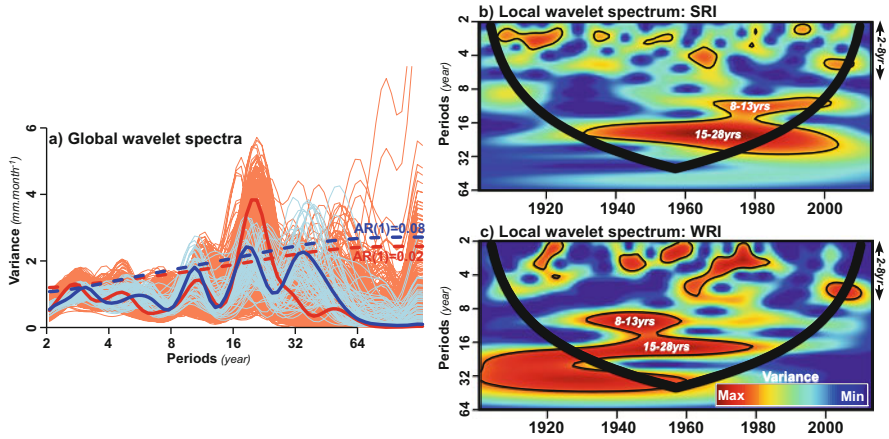 a) Global wavelet spectra
Variance (mm.month⁻¹)
6
4
2
0
AR(1)=0.08
AR(1)=0.02
2 4 8 16 32 64
Periods (year)
b) Local wavelet spectrum: SRI
Periods (year)
2
4
8
16
32
64
8-13yrs
15-28yrs
2-8yr
1920 1940 1960 1980 2000
c) Local wavelet spectrum: WRI
Periods (year)
2
4
8
16
32
64
8-13yrs
15-28yrs
2-8yr
Variance
Max Min
1920 1940 1960 1980 2000